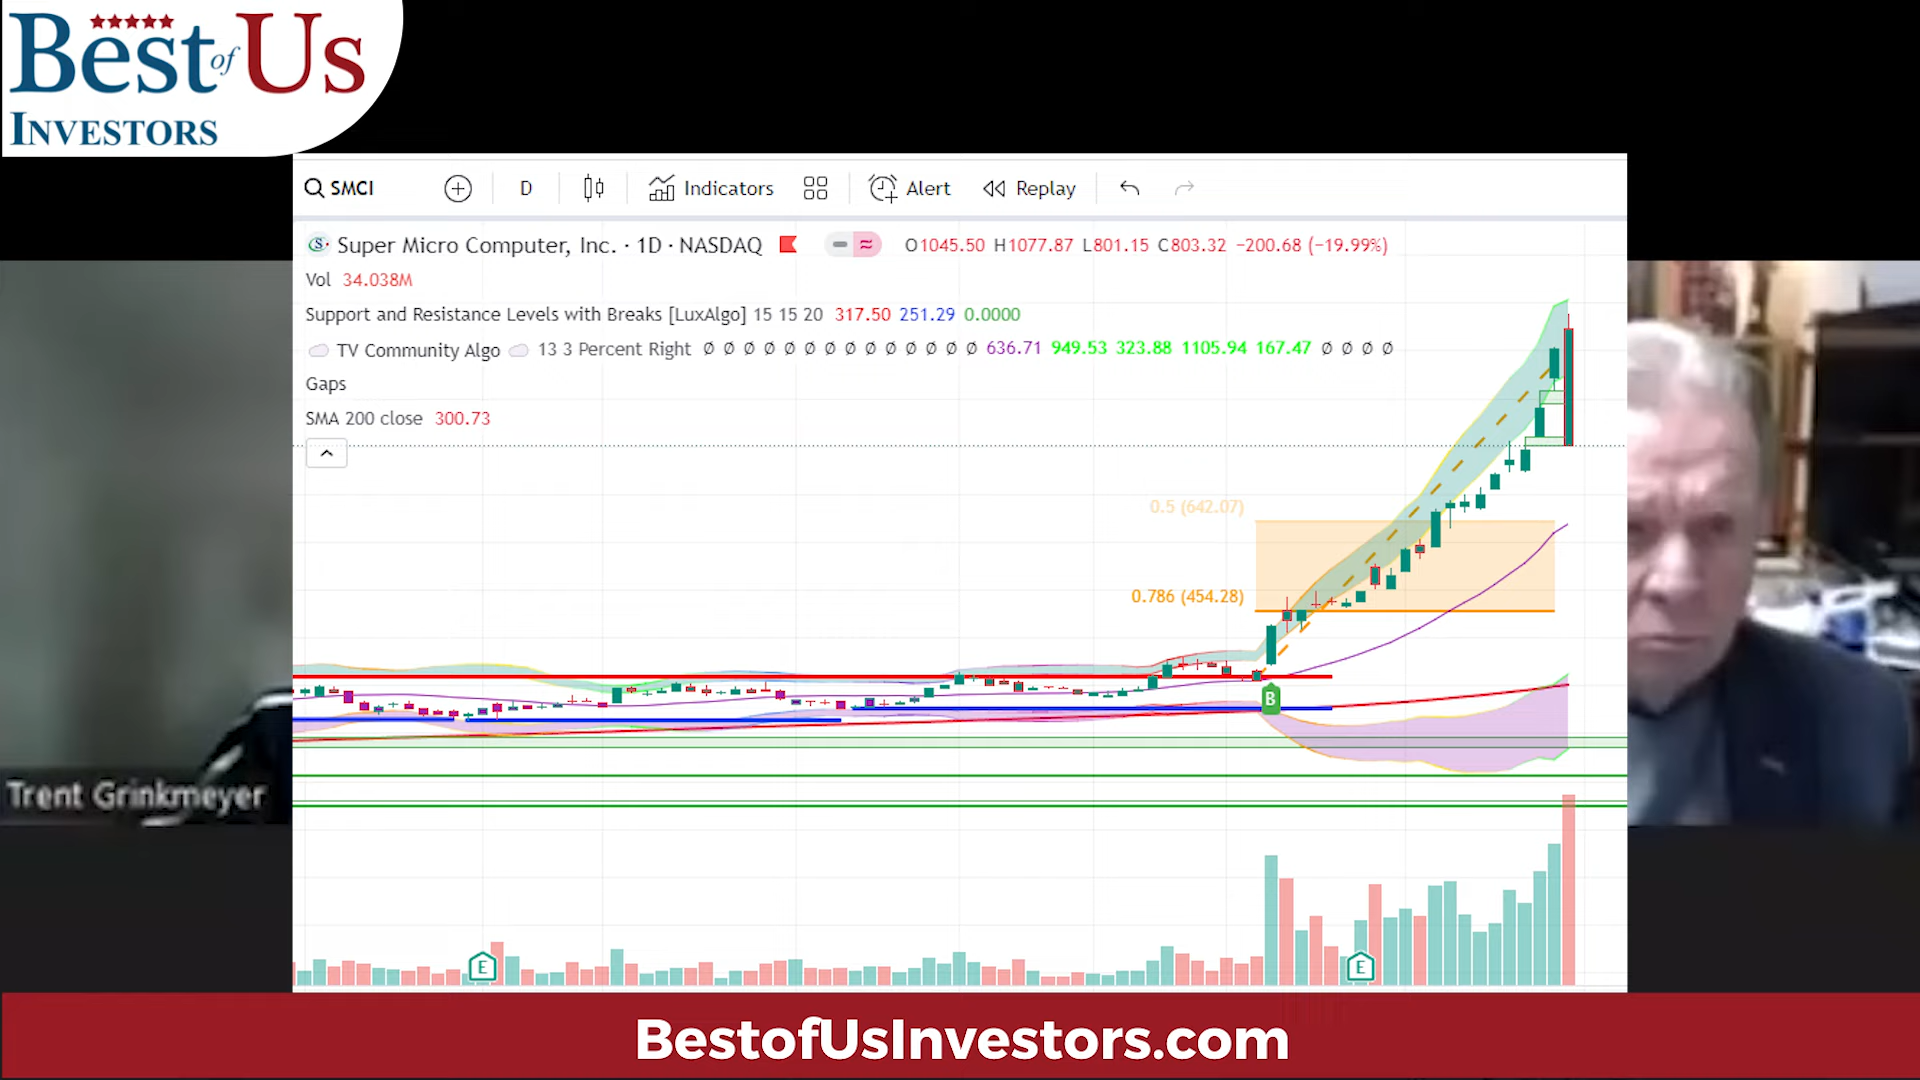 Best of Us
INVESTORS
SMCI
D
Indicators
Alert
Replay
Super Micro Computer, Inc. · 1D · NASDAQ
O1045.50 H1077.87 L801.15 C803.32 −200.68 (−19.99%)
Vol 34.038M
Support and Resistance Levels with Breaks [LuxAlgo] 15 15 20 317.50 251.29 0.0000
TV Community Algo 13 3 Percent Right Ø Ø Ø Ø Ø Ø Ø Ø Ø Ø Ø Ø Ø Ø 636.71 949.53 323.88 1105.94 167.47 Ø Ø Ø Ø
Gaps
SMA 200 close 300.73
0.5 (642.07)
0.786 (454.28)
B
Trent Grinkmeyer
E
E
BestofUsInvestors.com